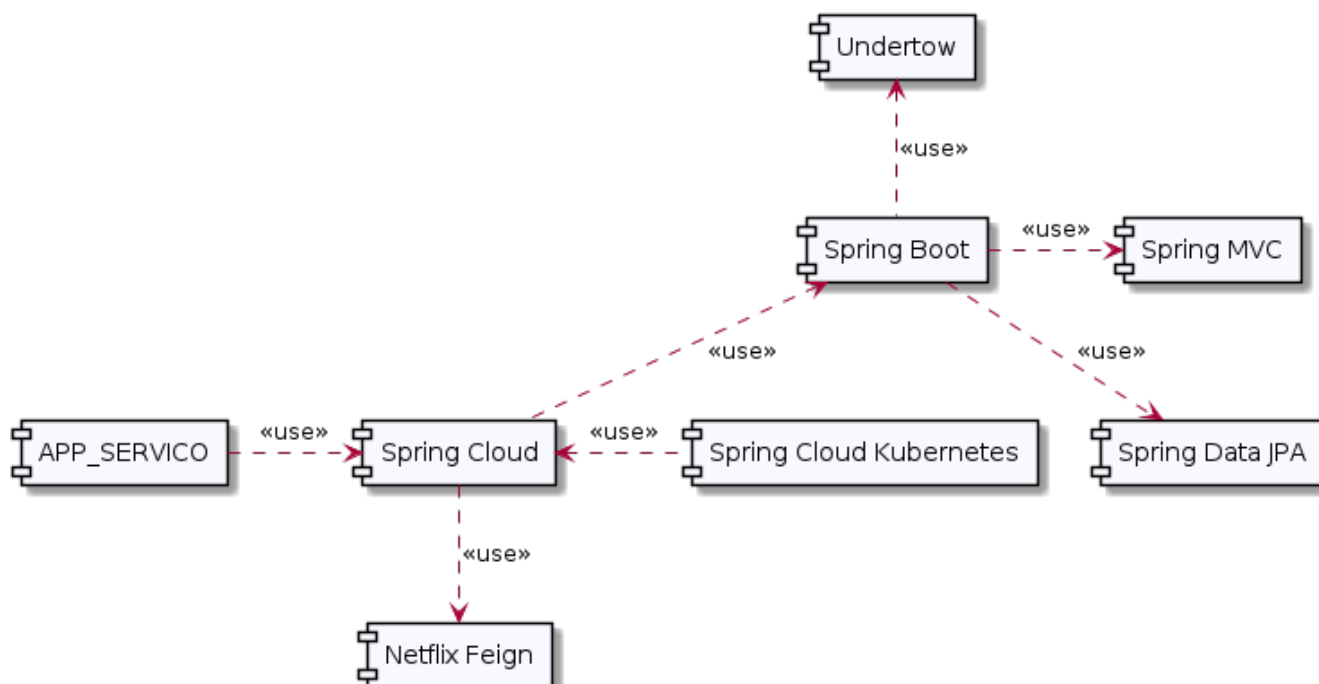 Undertow
«use»
Spring Boot
«use»
Spring MVC
«use»
«use»
APP_SERVICO
«use»
Spring Cloud
«use»
Spring Cloud Kubernetes
Spring Data JPA
«use»
Netflix Feign